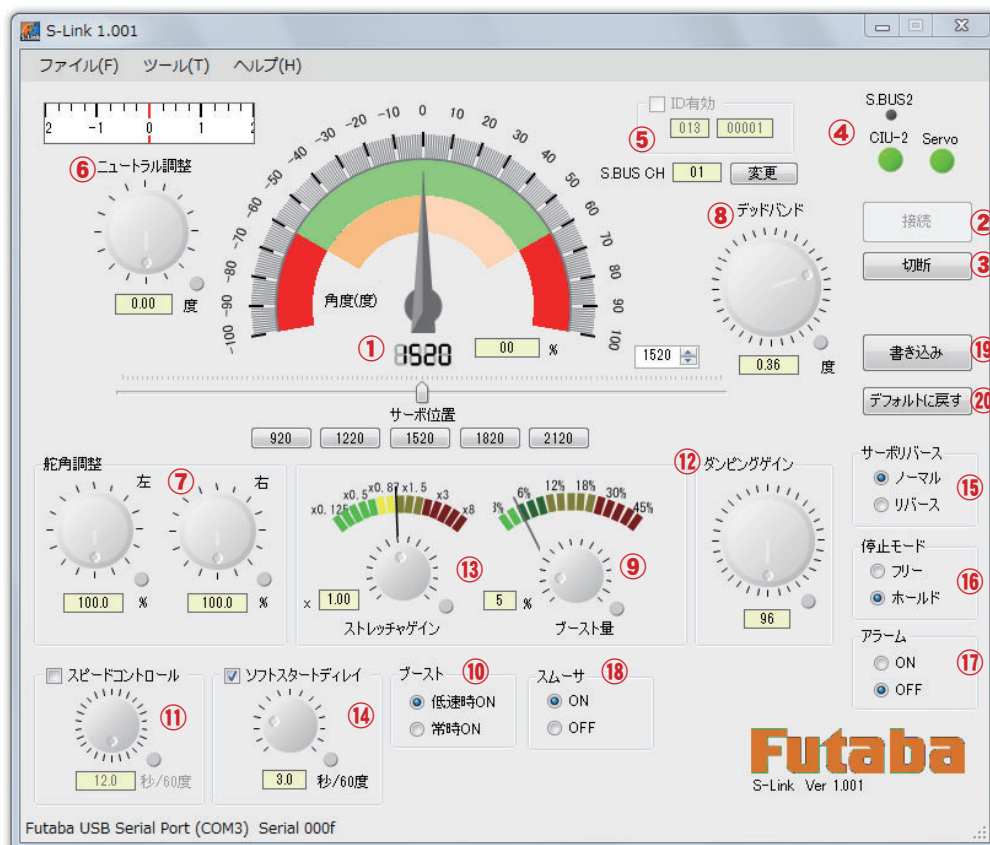 S-Link 1.001
ファイル(F) ツール(T) ヘルプ(H)
2 -1 0 1 2
-100 -90 -80 -70 -60 -50 -40 -30 -20 -10 0 10 20 30 40 50 60 70 80 90 100
角度(度)
① 1520 00 %
1520
⑤ ID有効
013 00001
S.BUS CH 01 変更
S.BUS2
④ CIU-2 Servo
⑥ ニュートラル調整
0.00 度
⑧ デッドバンド
0.36 度
接続 ②
切断 ③
書き込み ⑲
デフォルトに戻す ⑳
サーボ位置
920 1220 1520 1820 2120
舵角調整
左 ⑦ 右
100.0 % 100.0 %
x0.125 x0.5 x0.87 x1.5 x3 x8
⑬
× 1.00
ストレッチャゲイン
3% 6% 12% 18% 30% 45%
⑨
5 %
ブースト量
⑫ ダンピングゲイン
96
サーボリバース
ノーマル
リバース
⑮
停止モード
フリー
ホールド
⑯
アラーム
ON
OFF
⑰
スピードコントロール
⑪
12.0 秒/60度
ソフトスタートディレイ
⑭
3.0 秒/60度
ブースト ⑩
低速時ON
常時ON
スムーサ ⑱
ON
OFF
Futaba
S-Link Ver 1.001
Futaba USB Serial Port (COM3) Serial 000f